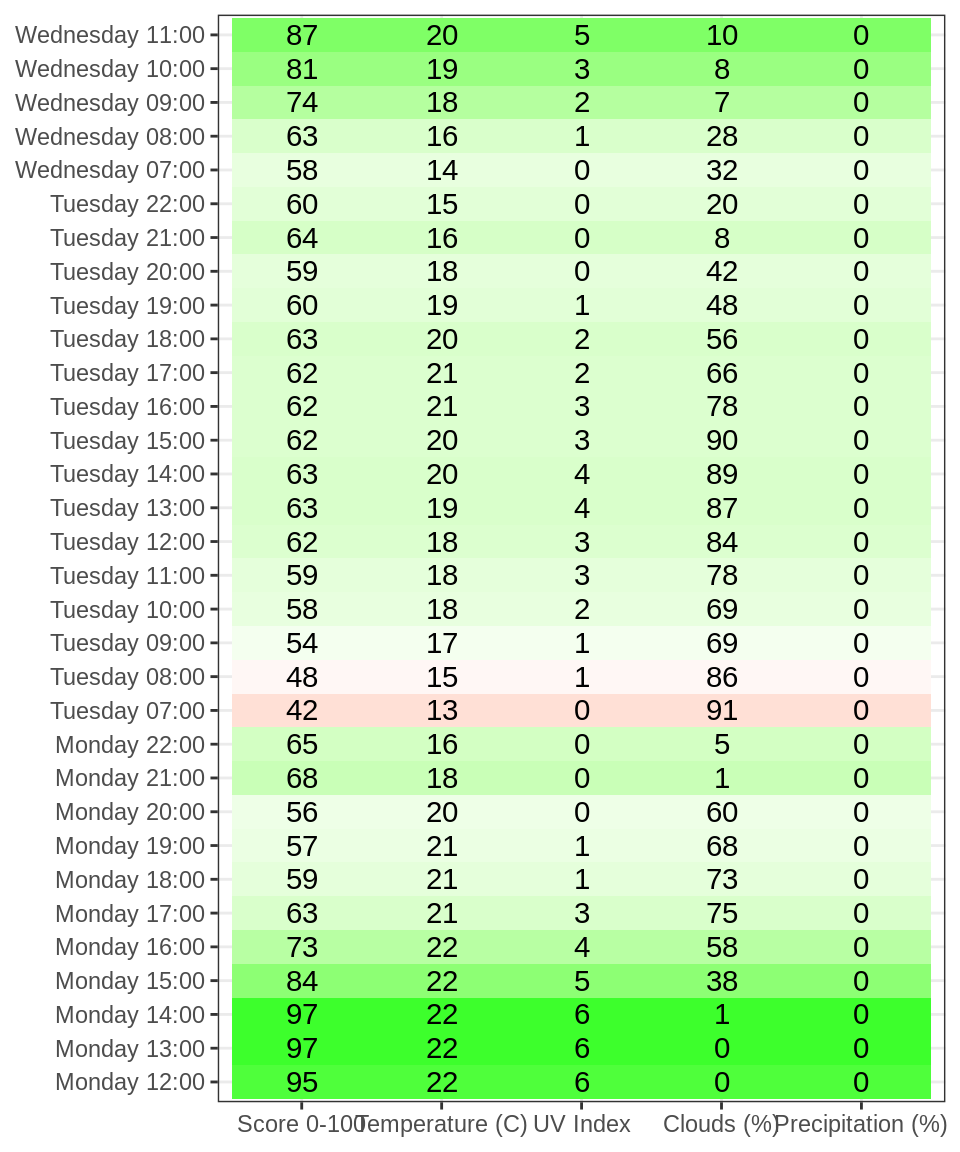 Wednesday 11:00 87 20 5 10 0
Wednesday 10:00 81 19 3 8 0
Wednesday 09:00 74 18 2 7 0
Wednesday 08:00 63 16 1 28 0
Wednesday 07:00 58 14 0 32 0
Tuesday 22:00 60 15 0 20 0
Tuesday 21:00 64 16 0 8 0
Tuesday 20:00 59 18 0 42 0
Tuesday 19:00 60 19 1 48 0
Tuesday 18:00 63 20 2 56 0
Tuesday 17:00 62 21 2 66 0
Tuesday 16:00 62 21 3 78 0
Tuesday 15:00 62 20 3 90 0
Tuesday 14:00 63 20 4 89 0
Tuesday 13:00 63 19 4 87 0
Tuesday 12:00 62 18 3 84 0
Tuesday 11:00 59 18 3 78 0
Tuesday 10:00 58 18 2 69 0
Tuesday 09:00 54 17 1 69 0
Tuesday 08:00 48 15 1 86 0
Tuesday 07:00 42 13 0 91 0
Monday 22:00 65 16 0 5 0
Monday 21:00 68 18 0 1 0
Monday 20:00 56 20 0 60 0
Monday 19:00 57 21 1 68 0
Monday 18:00 59 21 1 73 0
Monday 17:00 63 21 3 75 0
Monday 16:00 73 22 4 58 0
Monday 15:00 84 22 5 38 0
Monday 14:00 97 22 6 1 0
Monday 13:00 97 22 6 0 0
Monday 12:00 95 22 6 0 0
Score 0-100 Temperature (C) UV Index Clouds (%) Precipitation (%)